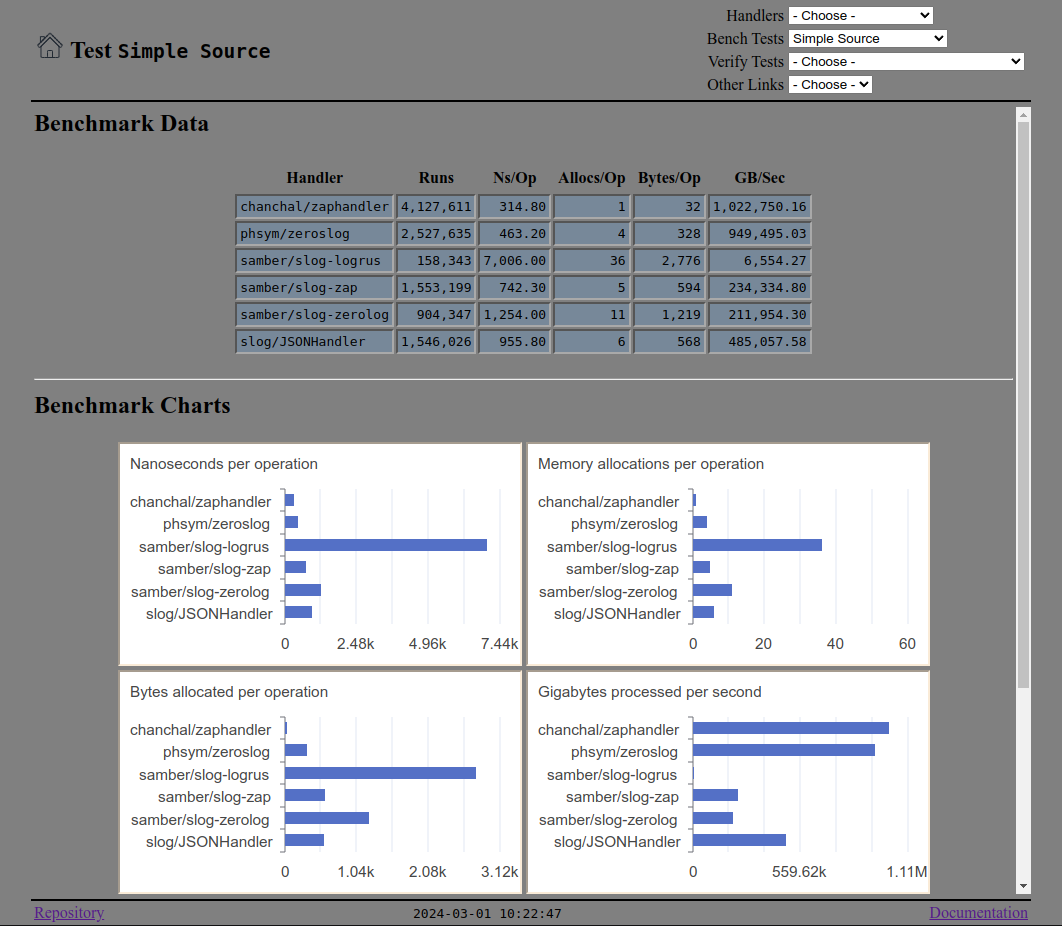 Test Simple Source
Handlers - Choose -
Bench Tests Simple Source
Verify Tests - Choose -
Other Links - Choose -
Benchmark Data
Handler Runs Ns/Op Allocs/Op Bytes/Op GB/Sec
chanchal/zaphandler 4,127,611 314.80 1 32 1,022,750.16
phsym/zeroslog 2,527,635 463.20 4 328 949,495.03
samber/slog-logrus 158,343 7,006.00 36 2,776 6,554.27
samber/slog-zap 1,553,199 742.30 5 594 234,334.80
samber/slog-zerolog 904,347 1,254.00 11 1,219 211,954.30
slog/JSONHandler 1,546,026 955.80 6 568 485,057.58
Benchmark Charts
Nanoseconds per operation
chanchal/zaphandler
phsym/zeroslog
samber/slog-logrus
samber/slog-zap
samber/slog-zerolog
slog/JSONHandler
0 2.48k 4.96k 7.44k
Memory allocations per operation
chanchal/zaphandler
phsym/zeroslog
samber/slog-logrus
samber/slog-zap
samber/slog-zerolog
slog/JSONHandler
0 20 40 60
Bytes allocated per operation
chanchal/zaphandler
phsym/zeroslog
samber/slog-logrus
samber/slog-zap
samber/slog-zerolog
slog/JSONHandler
0 1.04k 2.08k 3.12k
Gigabytes processed per second
chanchal/zaphandler
phsym/zeroslog
samber/slog-logrus
samber/slog-zap
samber/slog-zerolog
slog/JSONHandler
0 559.62k 1.11M
Repository 2024-03-01 10:22:47 Documentation